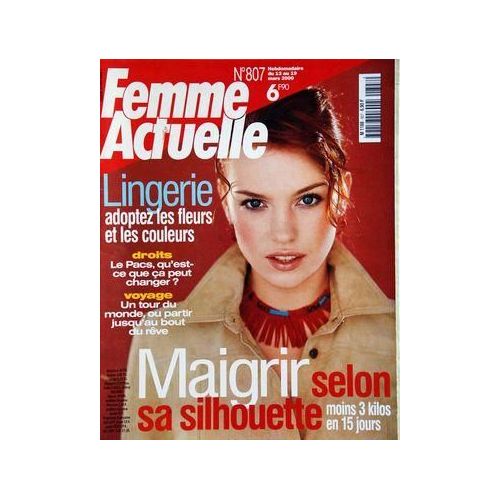 N°807
Hebdomadaire
du 13 au 19
mars 2000
6F90
Femme
Actuelle
Lingerie
adoptez les fleurs
et les couleurs
droits
Le Pacs, qu'est-
ce que ça peut
changer ?
voyage
Un tour du
monde, ou partir
jusqu'au bout
du rêve
Maigrir selon
sa silhouette
moins 3 kilos
en 15 jours